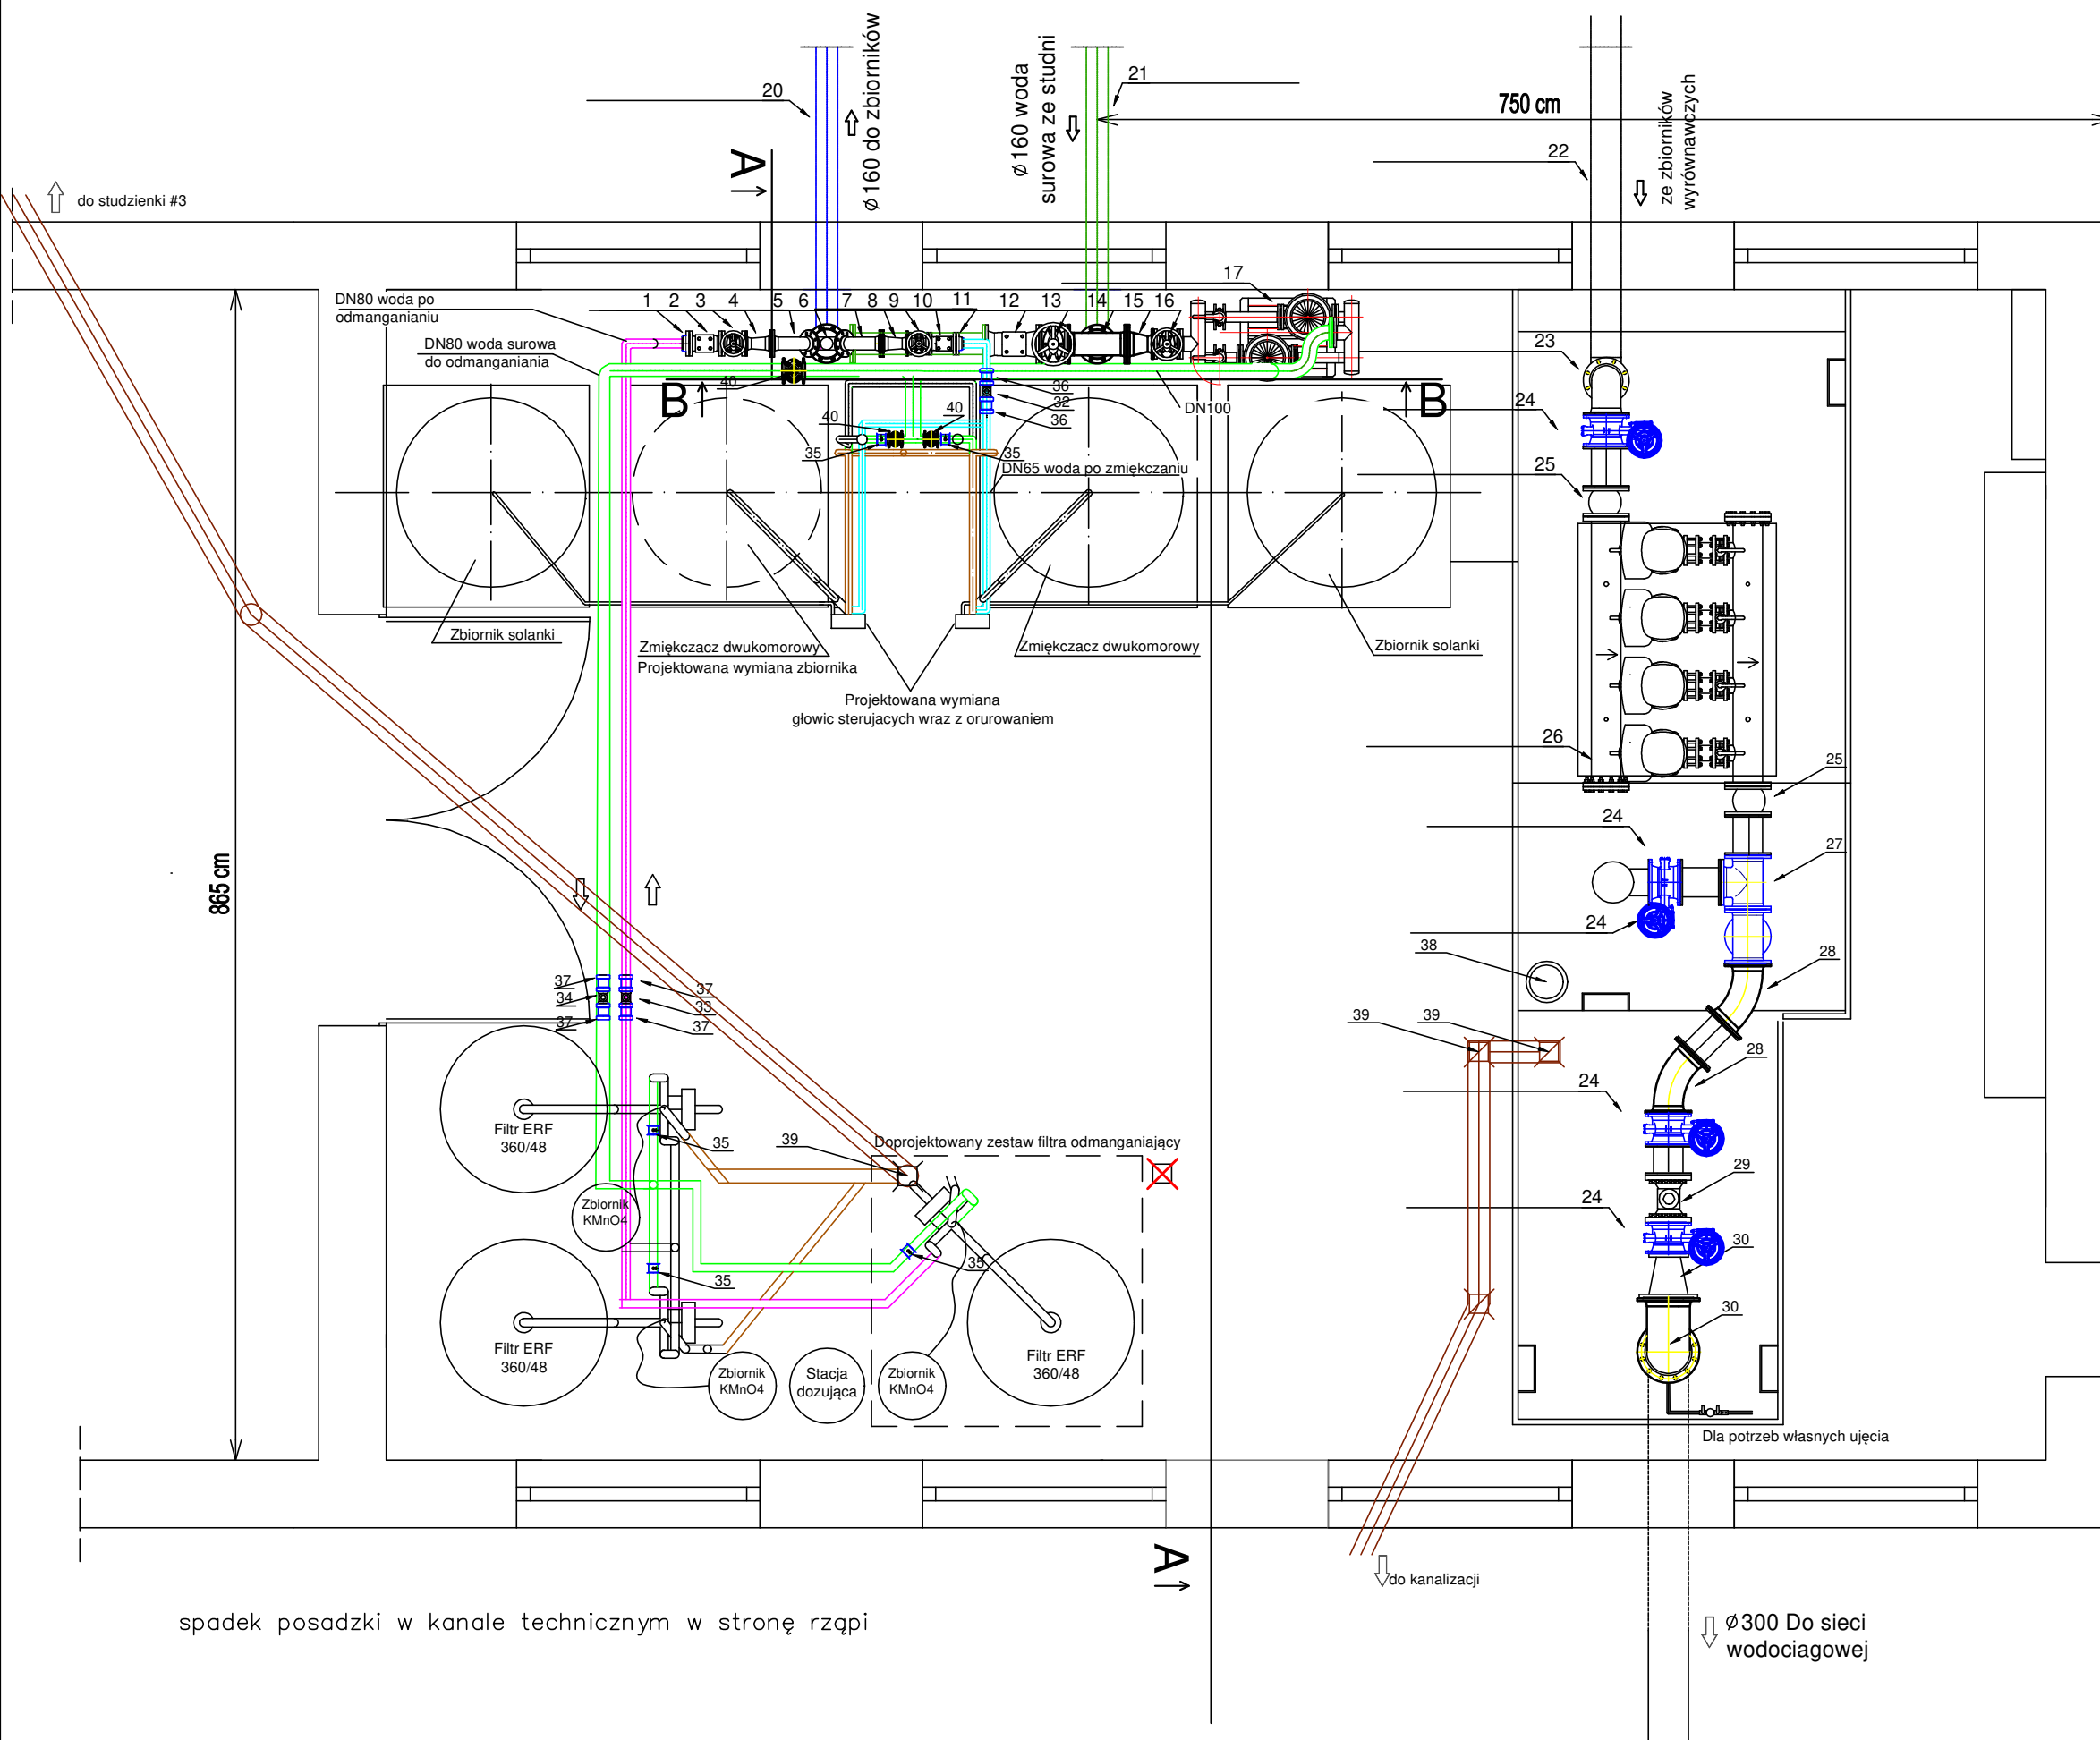 20
⌀160 do zbiorników
⌀160 woda
surowa ze studni
21
750 cm
ze zbiorników
wyrównawczych
22
A
do studzienki #3
17
DN80 woda po
odmanganianiu
1 2 3 4 5 6 7 8 9 10 11 12 13 14 15 16
DN80 woda surowa
do odmanganiania
23
40
36
32
36
B
B
DN100
24
40
40
35
35
DN65 woda po zmiękczaniu
25
Zbiornik solanki
Zmiękczacz dwukomorowy
Projektowana wymiana zbiornika
Zmiękczacz dwukomorowy
Zbiornik solanki
Projektowana wymiana
głowic sterujacych wraz z orurowaniem
26
25
24
27
865 cm
24
38
28
37
34
37
37
33
37
39
39
28
24
Filtr ERF
360/48
35
39
Doprojektowany zestaw filtra odmanganiający
29
Zbiornik
KMnO4
24
30
35
35
30
Filtr ERF
360/48
Zbiornik
KMnO4
Stacja
dozująca
Zbiornik
KMnO4
Filtr ERF
360/48
Dla potrzeb własnych ujęcia
A
do kanalizacji
spadek posadzki w kanale technicznym w stronę rząpi
⌀300 Do sieci
wodociagowej